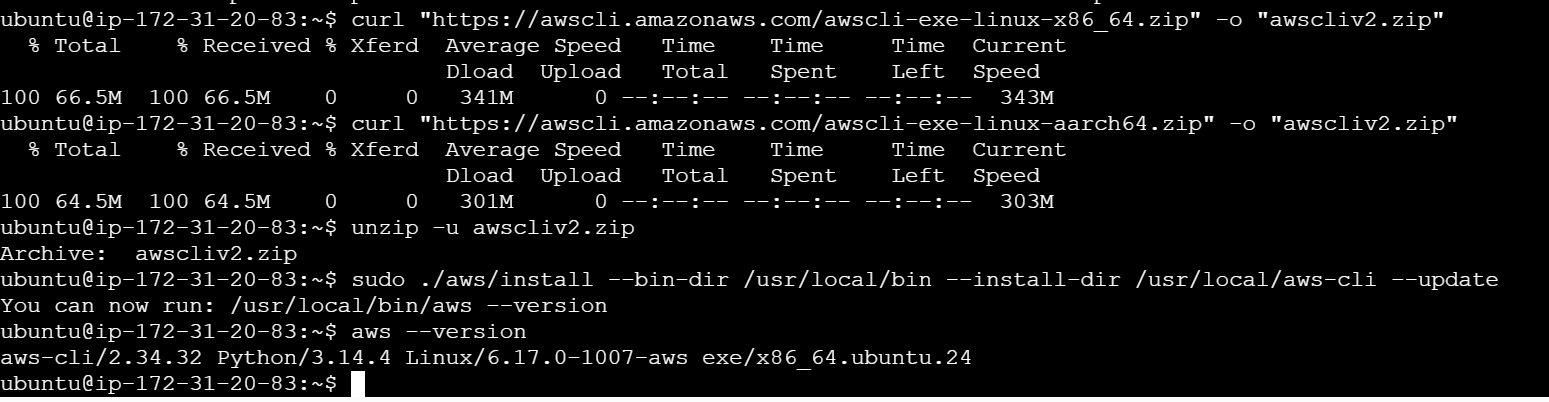 ubuntu@ip-172-31-20-83:~$ curl "https://awscli.amazonaws.com/awscli-exe-linux-x86_64.zip" -o "awscliv2.zip"
  % Total    % Received % Xferd  Average Speed   Time    Time     Time  Current
                                 Dload  Upload   Total   Spent    Left  Speed
100 66.5M  100 66.5M    0     0   341M      0 --:--:-- --:--:-- --:--:--  343M
ubuntu@ip-172-31-20-83:~$ curl "https://awscli.amazonaws.com/awscli-exe-linux-aarch64.zip" -o "awscliv2.zip"
  % Total    % Received % Xferd  Average Speed   Time    Time     Time  Current
                                 Dload  Upload   Total   Spent    Left  Speed
100 64.5M  100 64.5M    0     0   301M      0 --:--:-- --:--:-- --:--:--  303M
ubuntu@ip-172-31-20-83:~$ unzip -u awscliv2.zip
Archive:  awscliv2.zip
ubuntu@ip-172-31-20-83:~$ sudo ./aws/install --bin-dir /usr/local/bin --install-dir /usr/local/aws-cli --update
You can now run: /usr/local/bin/aws --version
ubuntu@ip-172-31-20-83:~$ aws --version
aws-cli/2.34.32 Python/3.14.4 Linux/6.17.0-1007-aws exe/x86_64.ubuntu.24
ubuntu@ip-172-31-20-83:~$